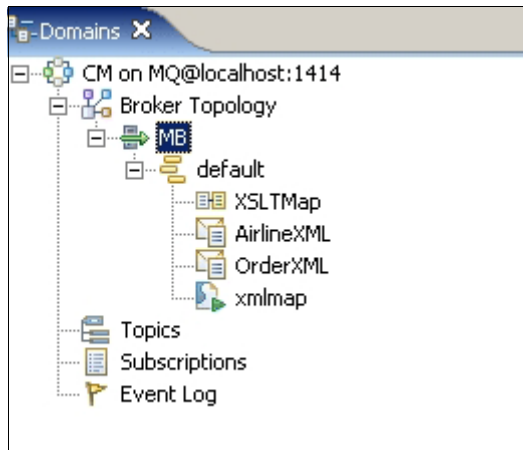 Domains
CM on MQ@localhost:1414
Broker Topology
MB
default
XSLTMap
AirlineXML
OrderXML
xmlmap
Topics
Subscriptions
Event Log